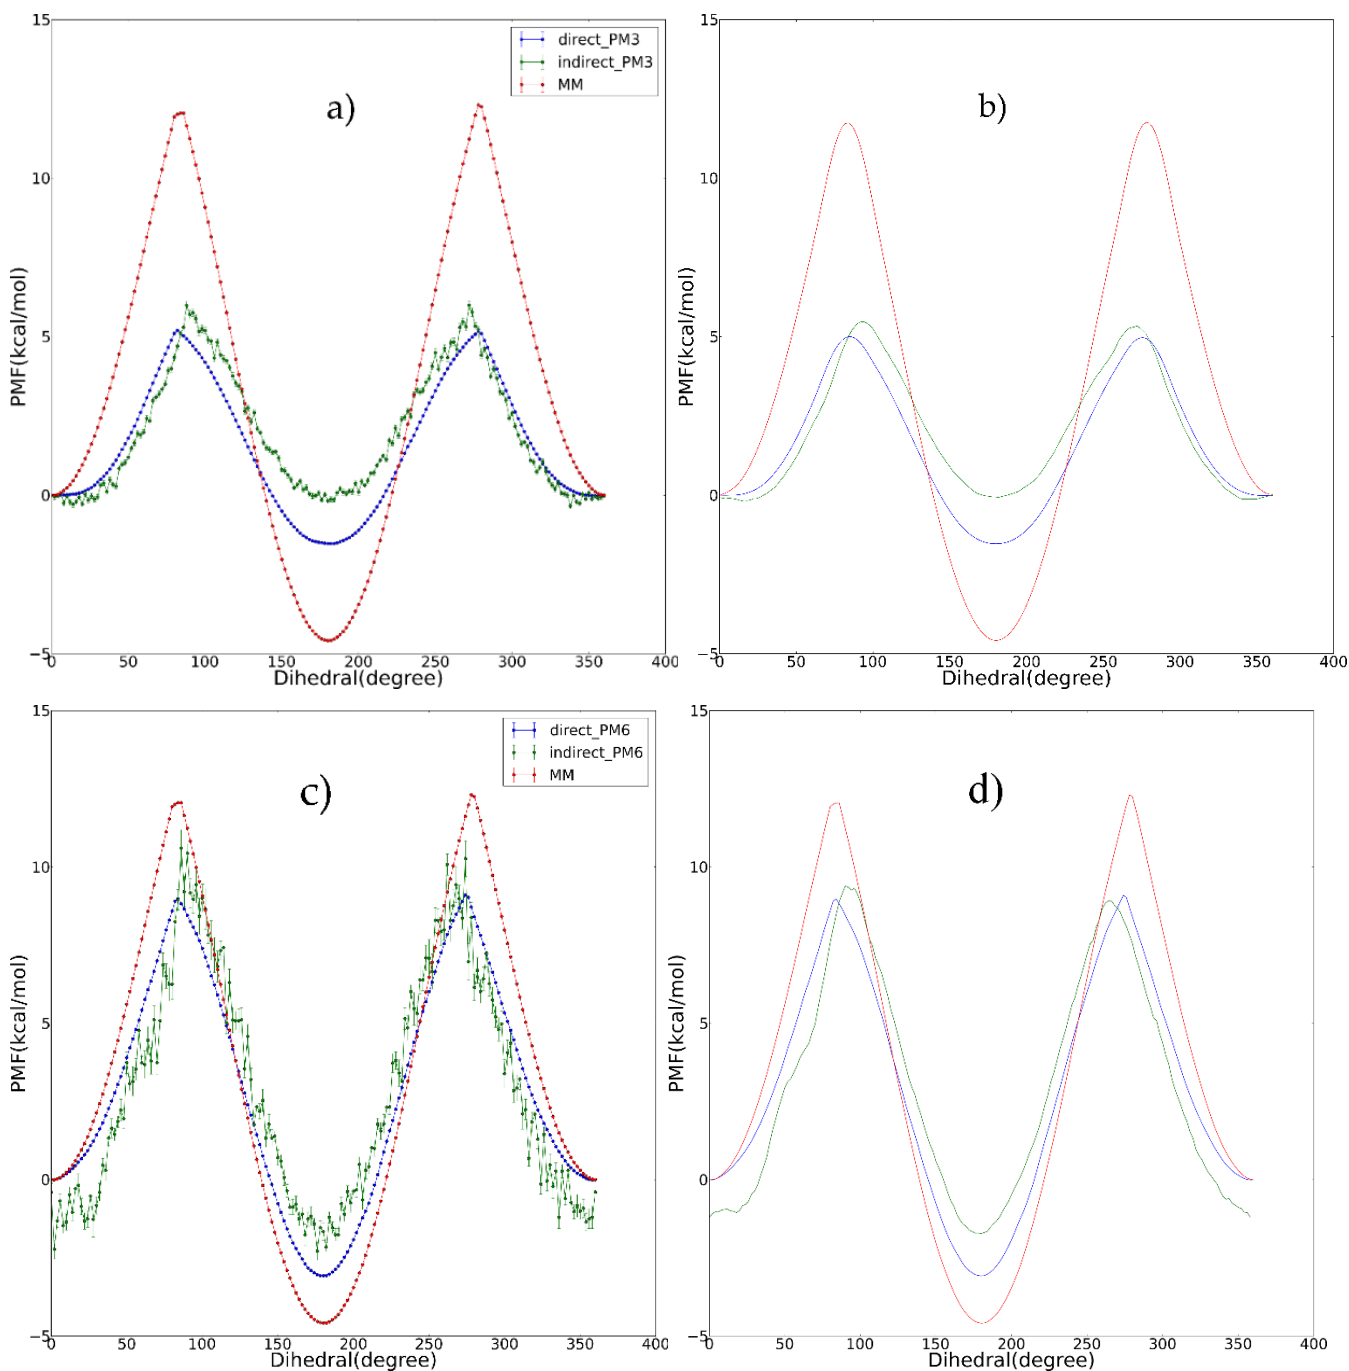 15
10
5
0
−5
0 50 100 150 200 250 300 350 400
PMF(kcal/mol)
Dihedral(degree)
direct_PM3
indirect_PM3
MM
a)
15
10
5
0
−5
0 50 100 150 200 250 300 350 400
PMF(kcal/mol)
Dihedral(degree)
b)
15
10
5
0
−5
0 50 100 150 200 250 300 350 400
PMF(kcal/mol)
Dihedral(degree)
direct_PM6
indirect_PM6
MM
c)
15
10
5
0
−5
0 50 100 150 200 250 300 350 400
PMF(kcal/mol)
Dihedral(degree)
d)